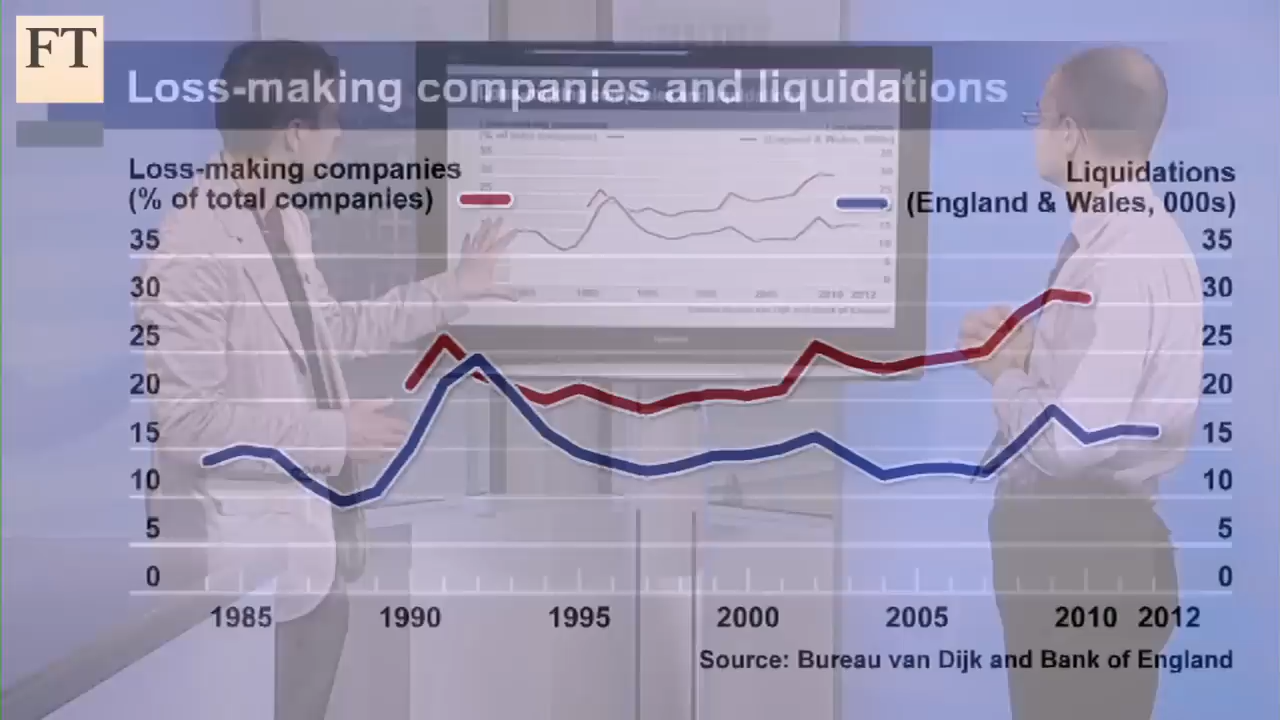 FT
Loss-making companies and liquidations
Loss-making companies
(% of total companies)
Liquidations
(England & Wales, 000s)
35
30
25
20
15
10
5
0
35
30
25
20
15
10
5
0
1985 1990 1995 2000 2005 2010 2012
Source: Bureau van Dijk and Bank of England